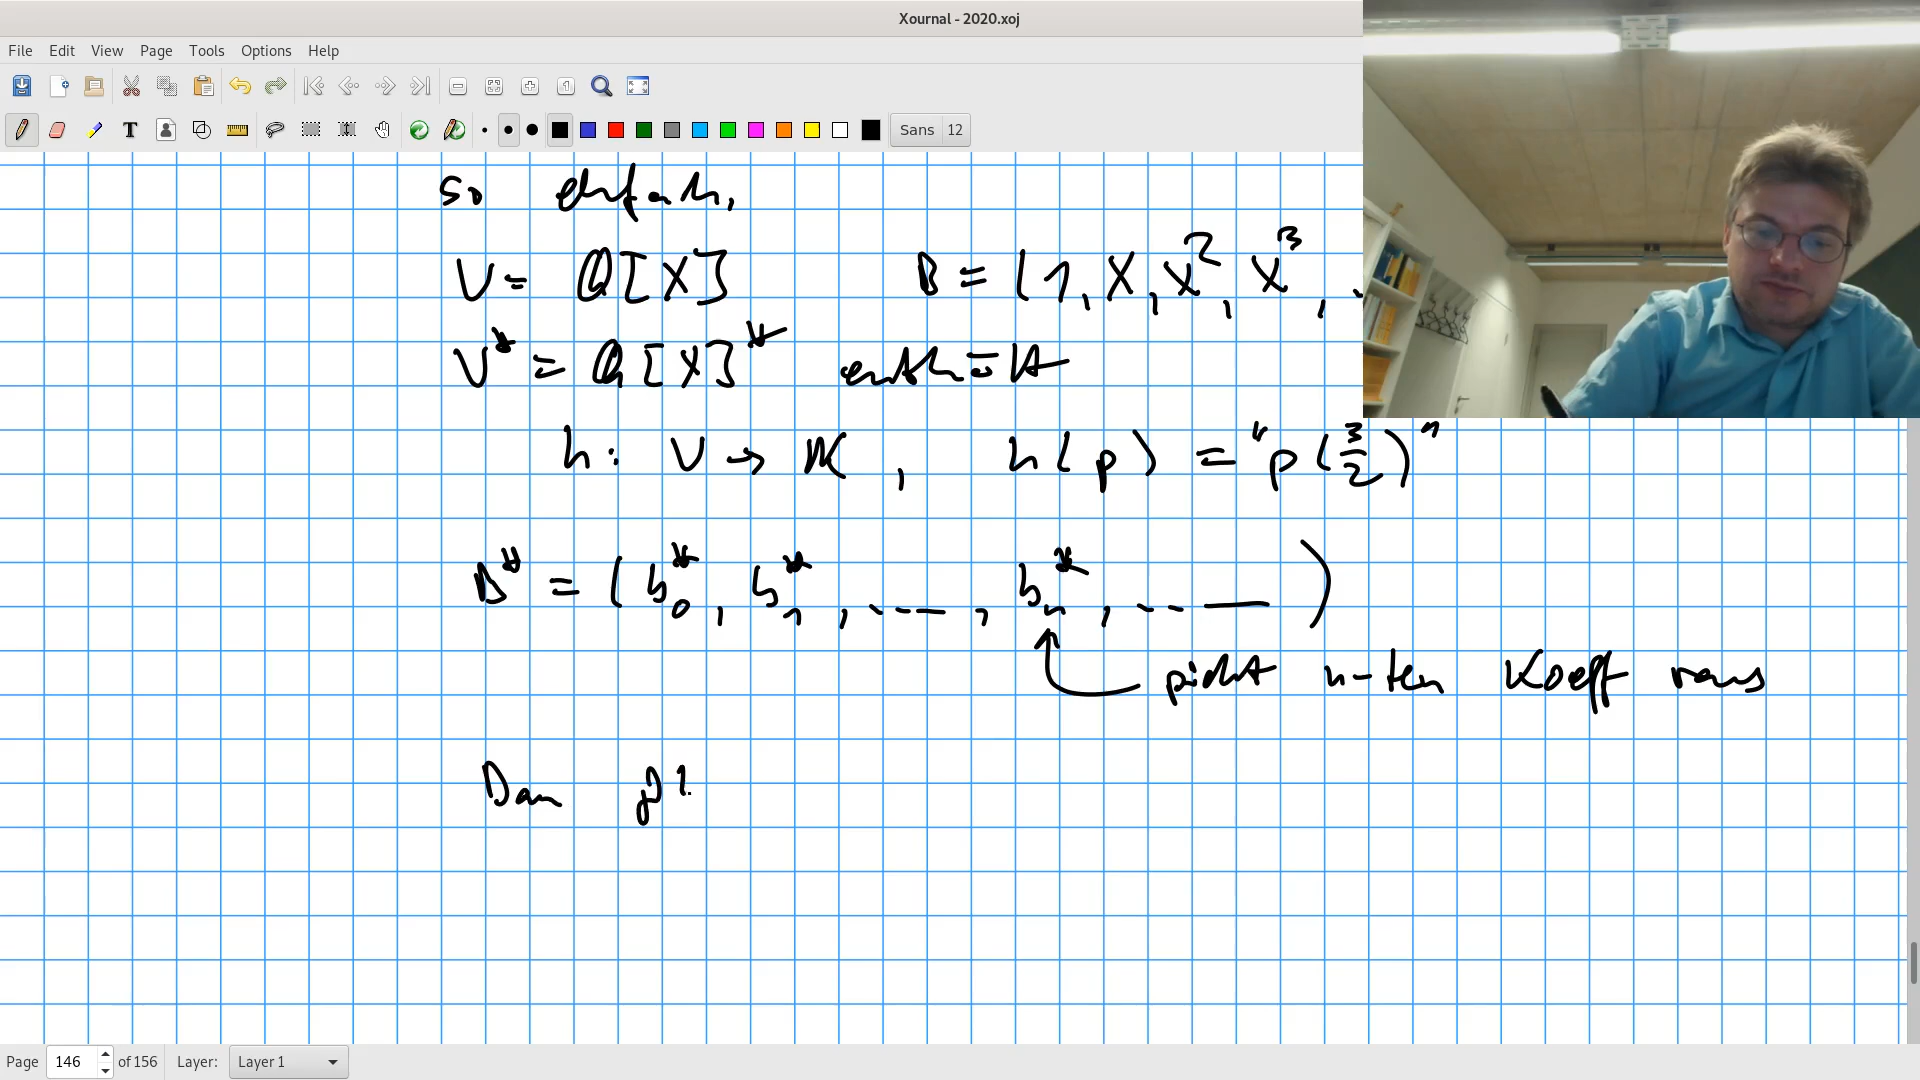 Xournal - 2020.xoj
File Edit View Page Tools Options Help
Sans 12
so einfach.
V = Q[X] B = (1, X, X², X³, .
V* = Q[X]* enthält
h: V → K, h(p) = "p(3/2)"
B* = (b₀*, b₁*, ..., bₙ*, ... )
pickt n-ten Koeff raus
Dann gil
Page 146 of 156 Layer: Layer 1